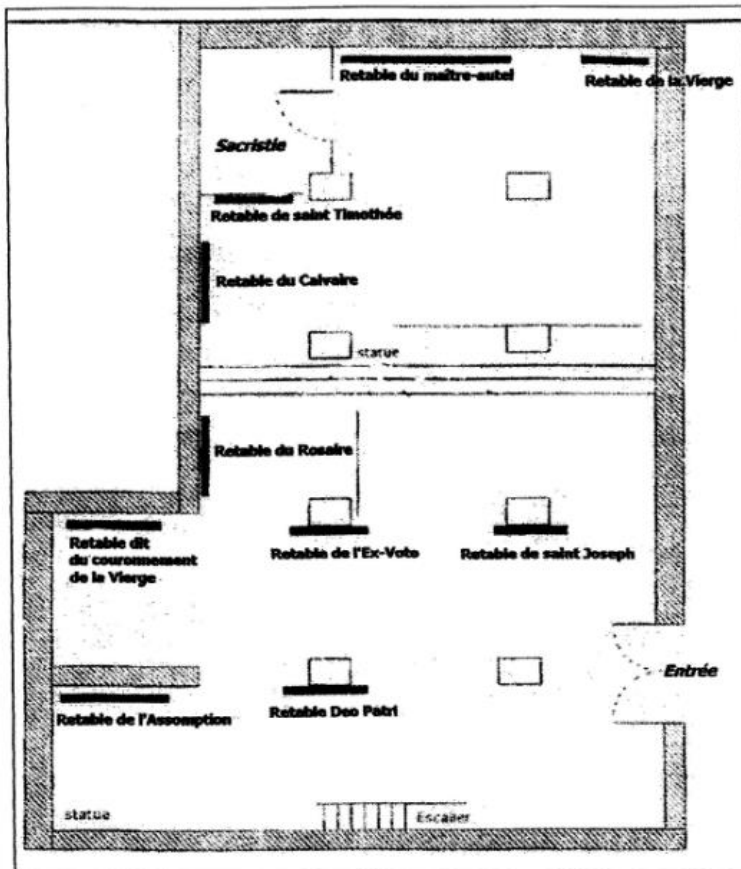 Retable du maître-autel
Retable de la Vierge
Sacristie
Retable de saint Timothée
Retable du Calvaire
statue
Retable du Rosaire
Retable dit
du couronnement
de la Vierge
Retable de l'Ex-Voto
Retable de saint Joseph
Entrée
Retable de l'Assomption
Retable Deo Patri
statue
Escalier